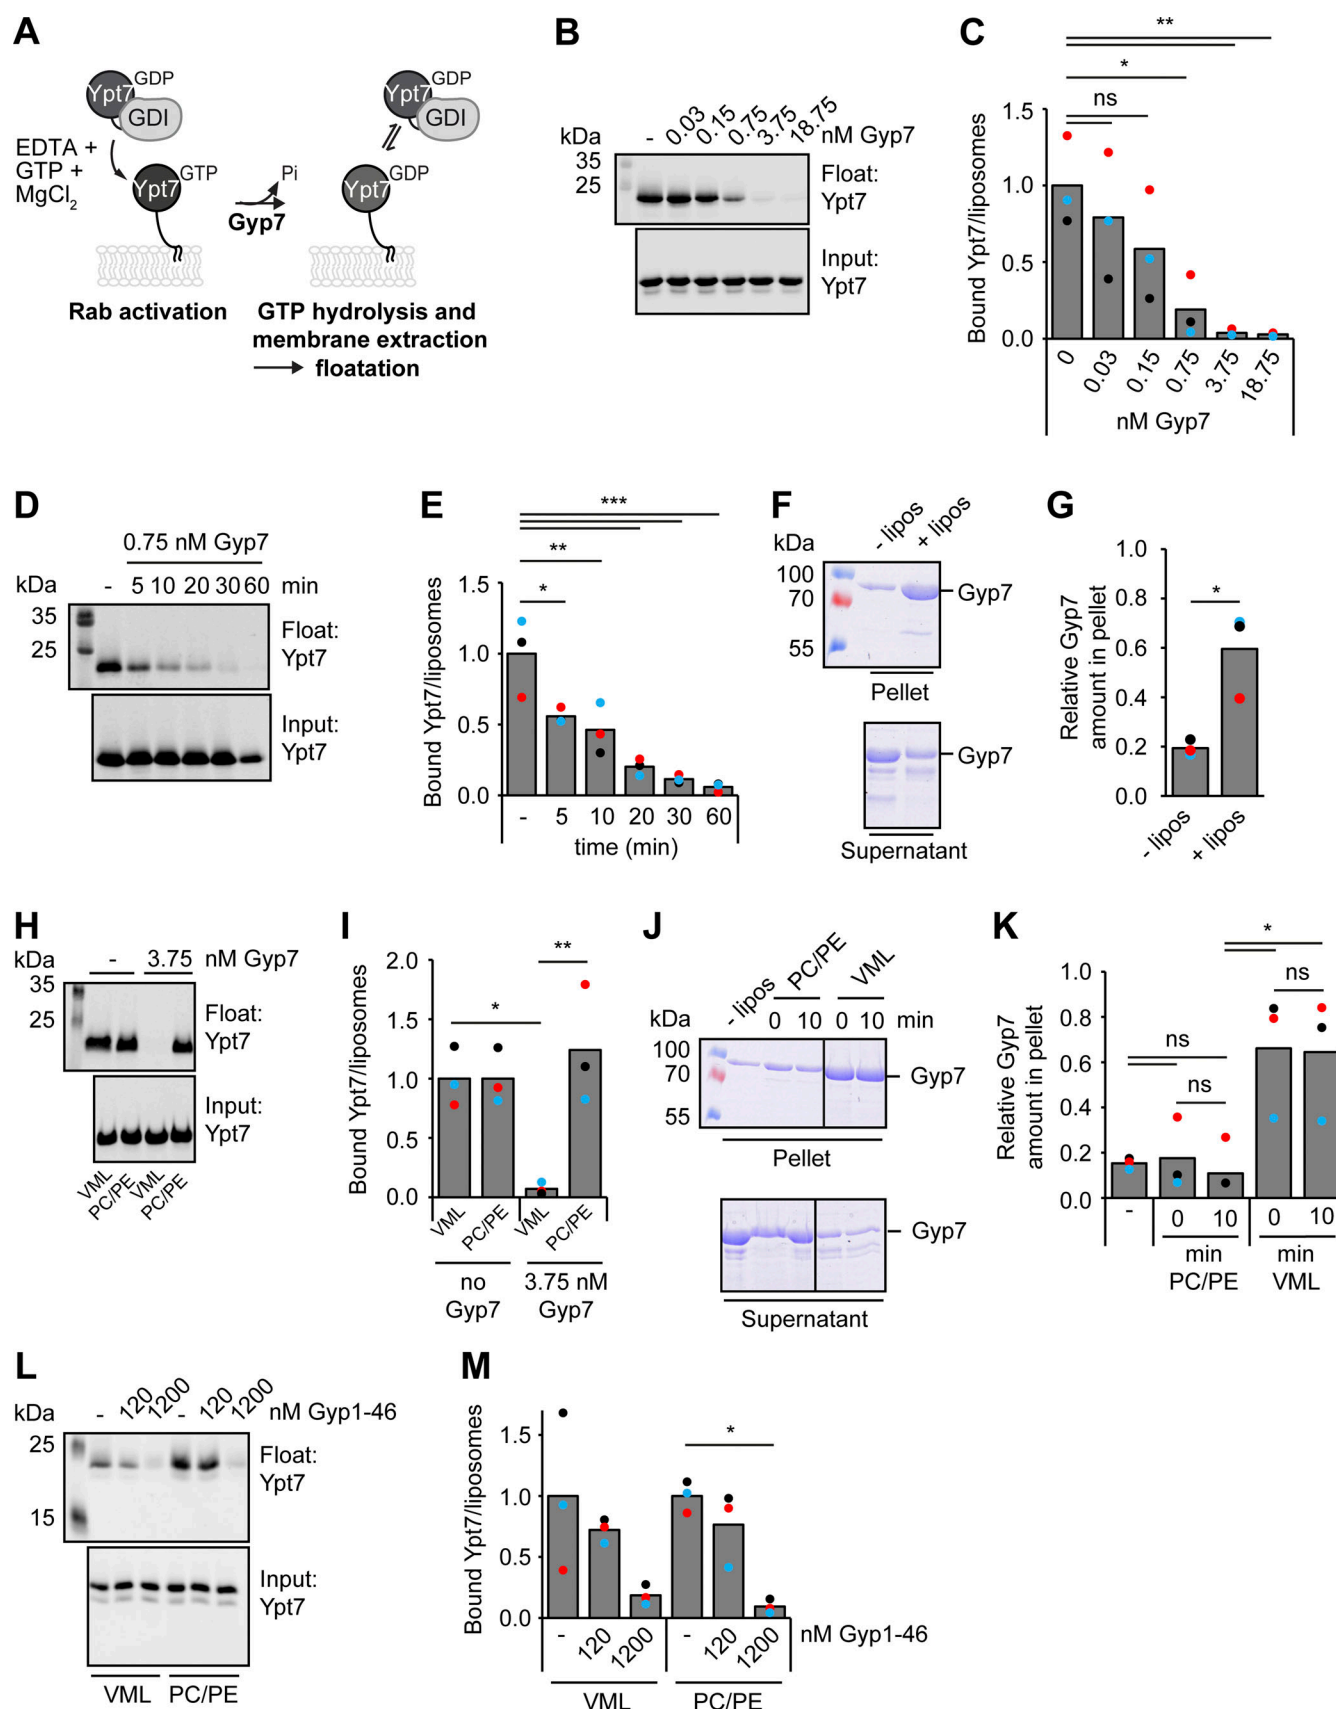 A
Ypt7
GDP
GDI
EDTA +
GTP +
MgCl2
Ypt7
GTP
Pi
Gyp7
Ypt7
GDP
GDI
Ypt7
GDP
Rab activation
GTP hydrolysis and
membrane extraction
floatation
B
kDa
- 0.03 0.15 0.75 3.75 18.75
nM Gyp7
35
25
Float:
Ypt7
Input:
Ypt7
C
**
*
ns
Bound Ypt7/liposomes
1.5
1.0
0.5
0.0
0 0.03 0.15 0.75 3.75 18.75
nM Gyp7
D
0.75 nM Gyp7
kDa
- 5 10 20 30 60 min
35
25
Float:
Ypt7
Input:
Ypt7
E
***
**
*
Bound Ypt7/liposomes
1.5
1.0
0.5
0.0
- 5 10 20 30 60
time (min)
F
kDa
- lipos + lipos
100
70
55
Gyp7
Pellet
Gyp7
Supernatant
G
Relative Gyp7
amount in pellet
1.0
0.8
0.6
0.4
0.2
0.0
*
- lipos + lipos
H
kDa
- 3.75 nM Gyp7
35
25
Float:
Ypt7
Input:
Ypt7
VML PC/PE VML PC/PE
I
**
*
Bound Ypt7/liposomes
2.0
1.5
1.0
0.5
0.0
VML PC/PE VML PC/PE
no
Gyp7
3.75 nM
Gyp7
J
- lipos PC/PE VML
kDa
0 10 0 10 min
100
70
55
Gyp7
Pellet
Gyp7
Supernatant
K
*
ns
ns
ns
Relative Gyp7
amount in pellet
1.0
0.8
0.6
0.4
0.2
0.0
- 0 10 0 10
min
PC/PE
min
VML
L
kDa
- 120 1200 - 120 1200 nM Gyp1-46
25
15
Float:
Ypt7
Input:
Ypt7
VML PC/PE
M
*
Bound Ypt7/liposomes
1.5
1.0
0.5
0.0
- 120 1200 - 120 1200 nM Gyp1-46
VML PC/PE